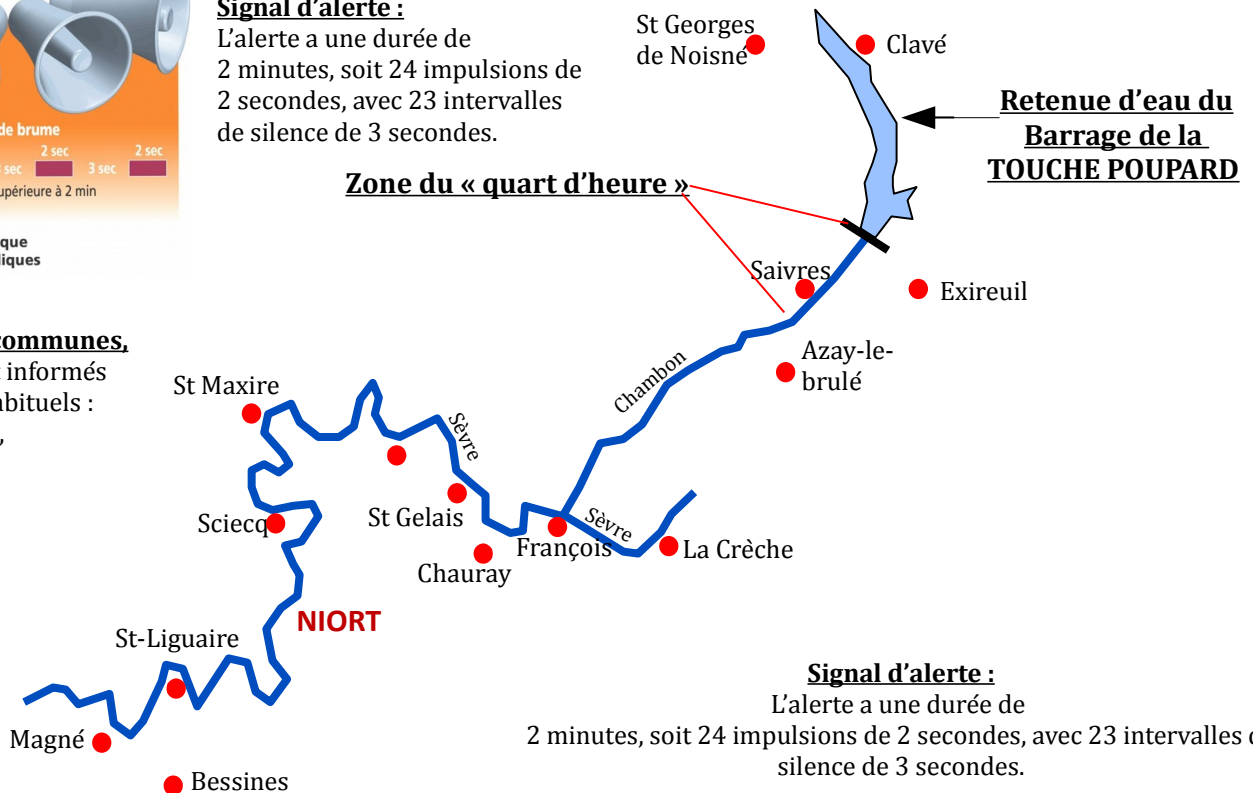 Signal d’alerte :
L’alerte a une durée de
2 minutes, soit 24 impulsions de
2 secondes, avec 23 intervalles
de silence de 3 secondes.
de brume
2 sec
2 sec
sec
3 sec
upérieure à 2 min
que
liques
communes,
informés
abituels :
,
St Georges
de Noisné
Clavé
Retenue d’eau du
Barrage de la
TOUCHE POUPARD
Zone du « quart d’heure »
Saivres
Exireuil
Azay-le-
brulé
Chambon
St Maxire
Sèvre
Sciecq
St Gelais
Sèvre
François
La Crèche
Chauray
NIORT
St-Liguaire
Magné
Bessines
Signal d’alerte :
L’alerte a une durée de
2 minutes, soit 24 impulsions de 2 secondes, avec 23 intervalles
silence de 3 secondes.